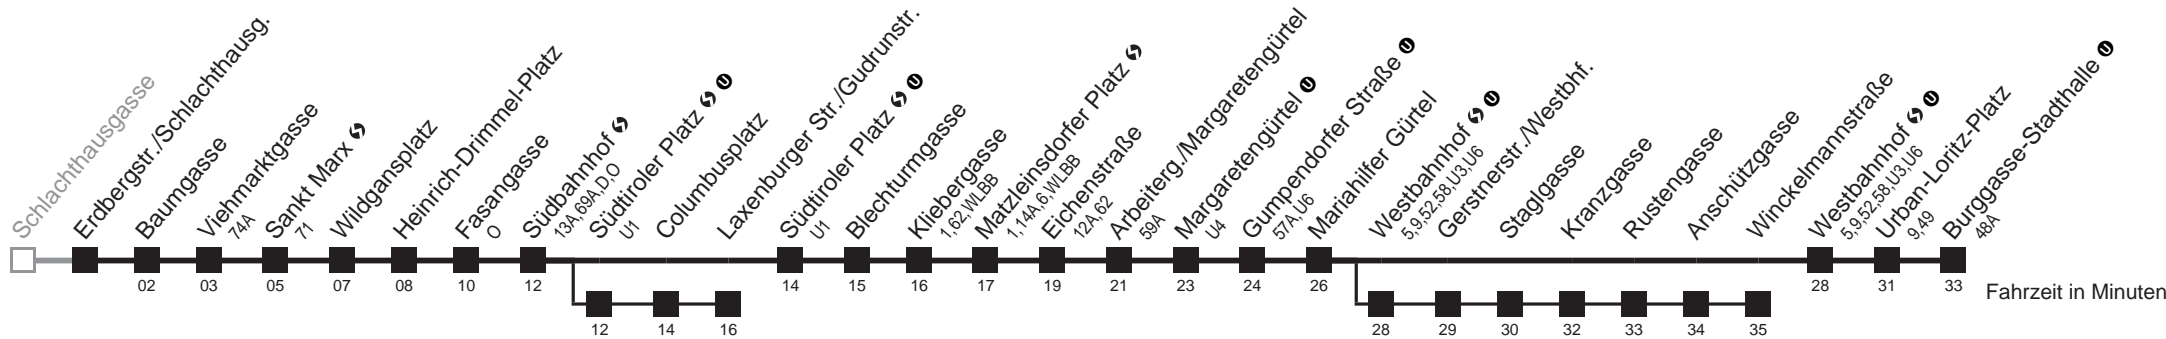 Schlachthausgasse
Erdbergstr./Schlachthausg.
Baumgasse
Viehmarktgasse
74A
Sankt Marx
71
Wildgansplatz
Heinrich-Drimmel-Platz
Fasangasse
O
Südbahnhof
13A,69A,D,O
Südtiroler Platz U
U1
Columbusplatz
Laxenburger Str./Gudrunstr.
Südtiroler Platz U
U1
Blechturmgasse
Kliebergasse
1,62,WLBB
Matzleinsdorfer Platz
1,14A,6,WLBB
Eichenstraße
12A,62
Arbeiterg./Margaretengürtel
59A
Margaretengürtel U
U4
Gumpendorfer Straße U
57A,U6
Mariahilfer Gürtel
Westbahnhof U
5,9,52,58,U3,U6
Gerstnerstr./Westbhf.
Staglgasse
Kranzgasse
Rustengasse
Anschützgasse
Winckelmannstraße
Westbahnhof U
5,9,52,58,U3,U6
Urban-Loritz-Platz
9,49
Burggasse-Stadthalle U
48A
02 03 05 07 08 10 12 14 15 16 17 19 21 23 24 26 28 31 33
Fahrzeit in Minuten
12 14 16 28 29 30 32 33 34 35